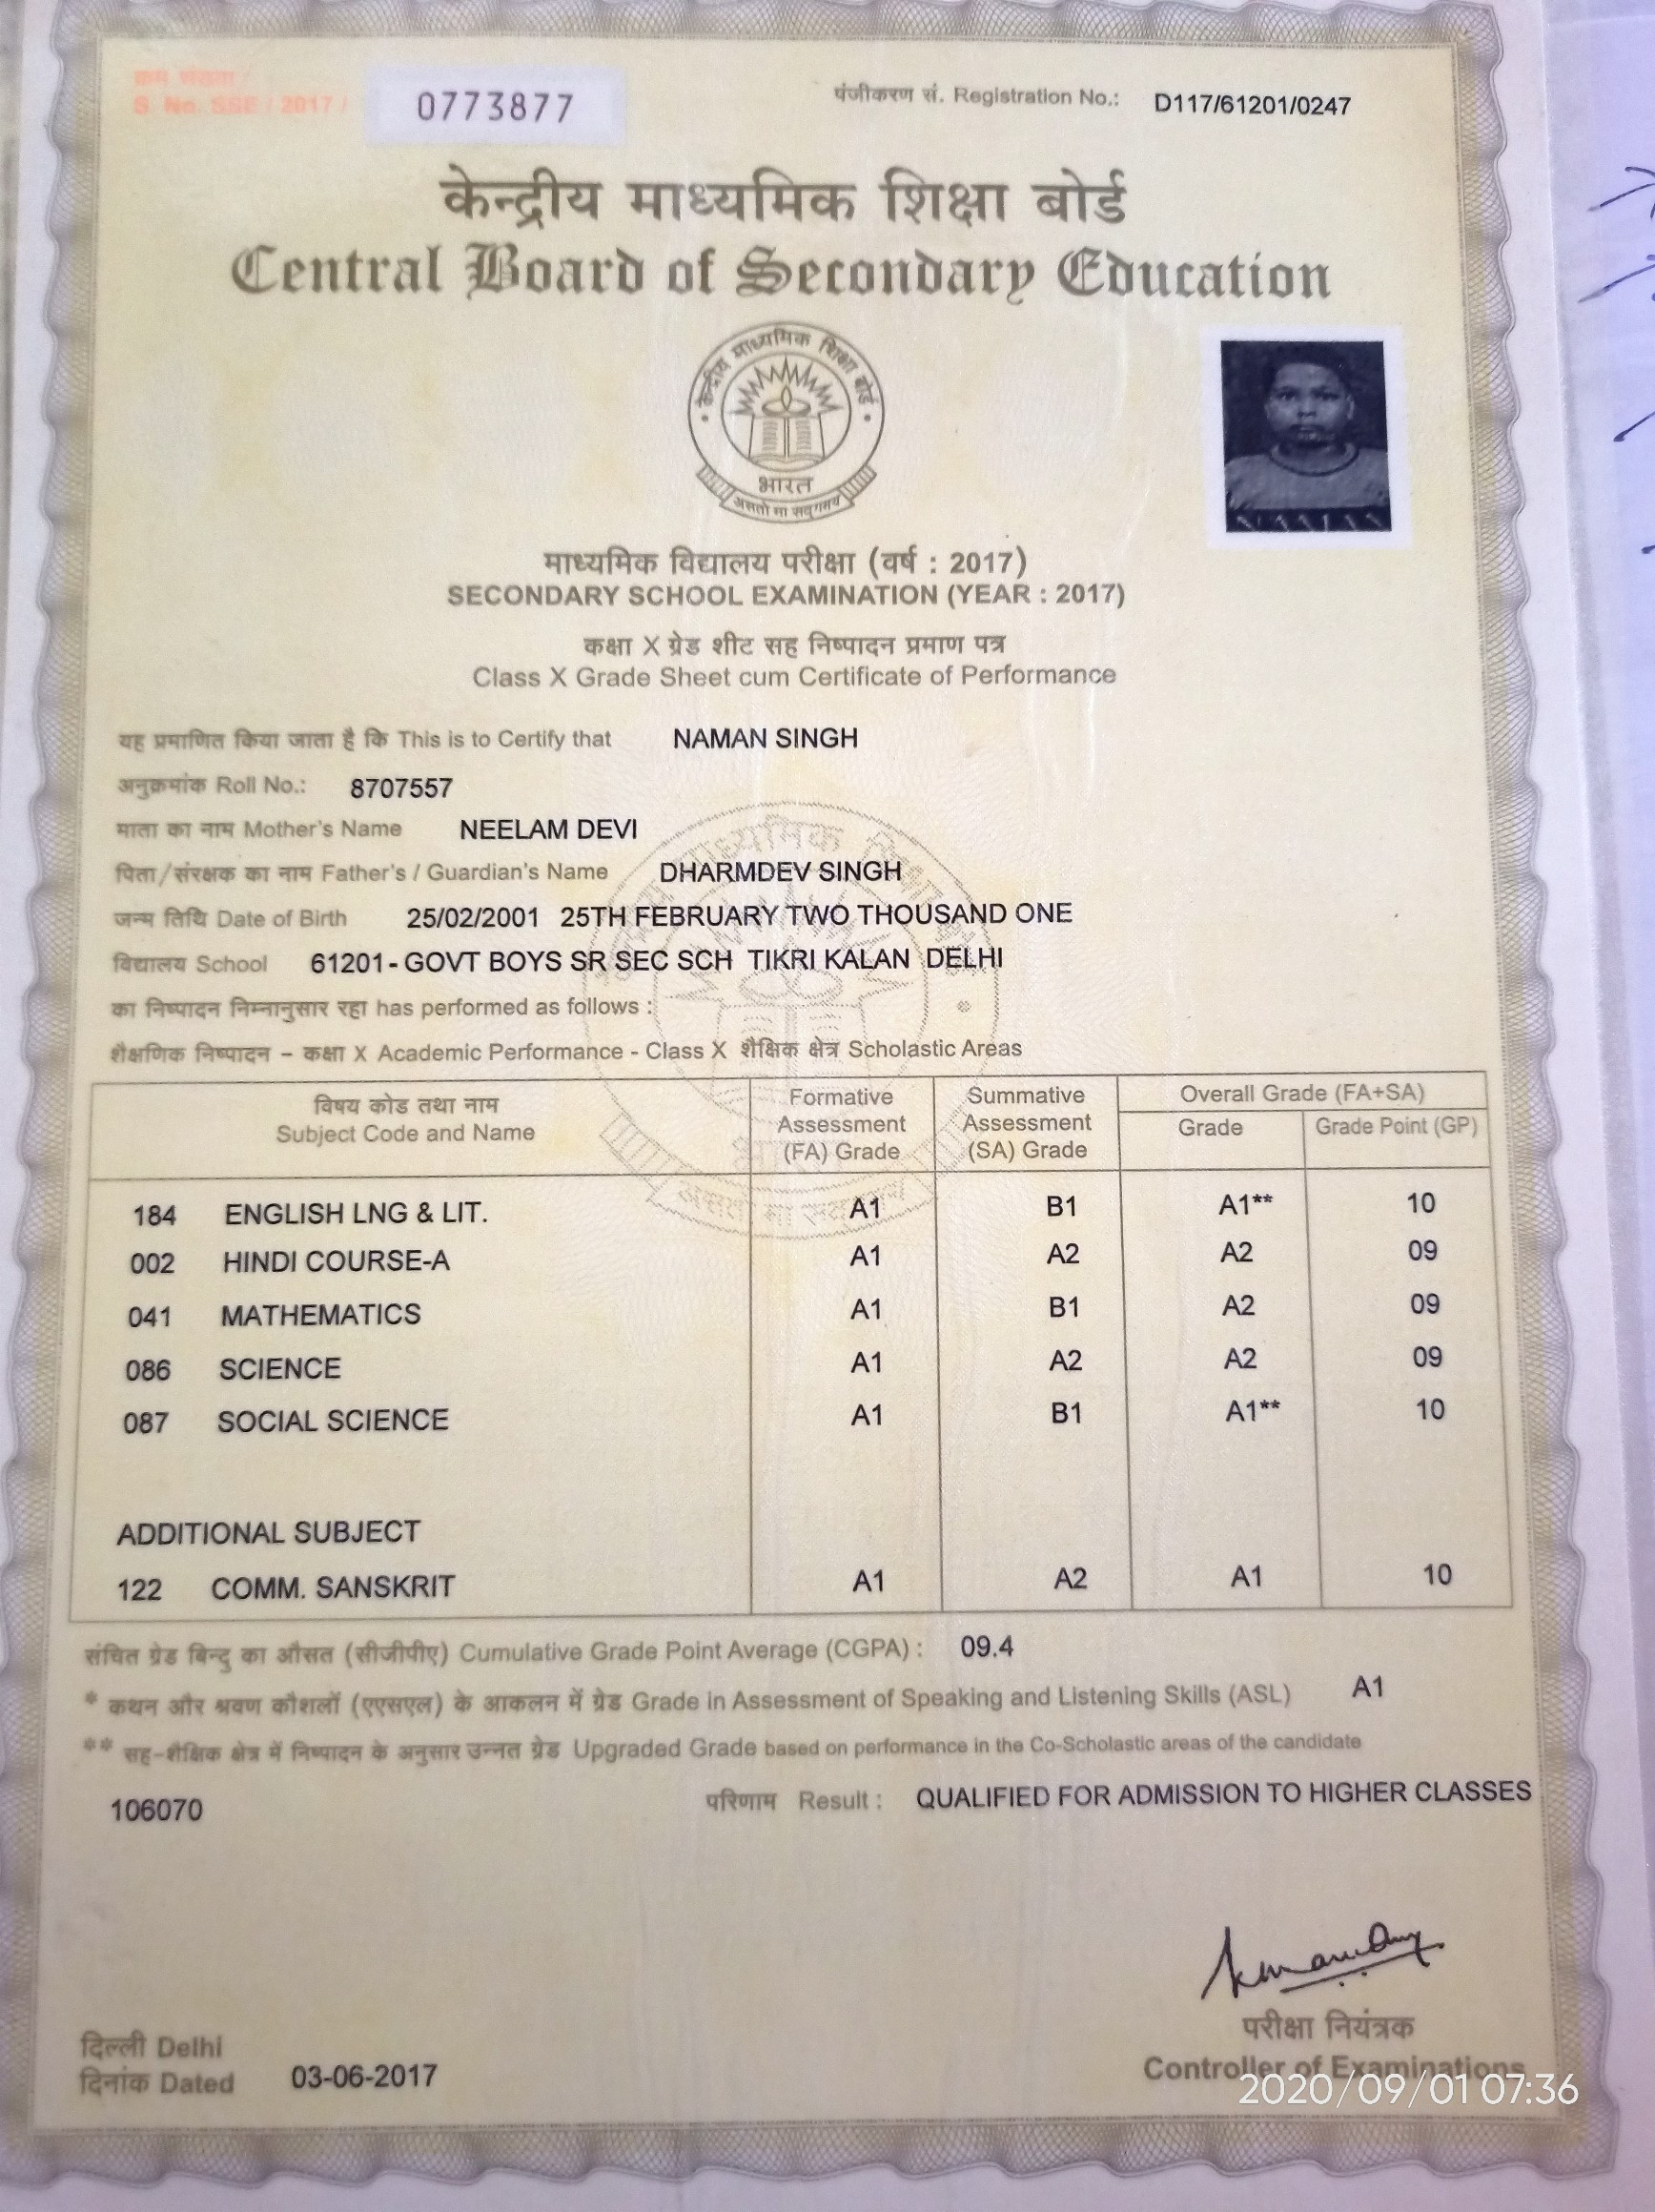 क्रम संख्या /
S. No. SSE / 2017 / 0773877
पंजीकरण सं. Registration No.: D117/61201/0247
केन्द्रीय माध्यमिक शिक्षा बोर्ड
Central Board of Secondary Education
केन्द्रीय माध्यमिक शिक्षा बोर्ड
भारत
असतो मा सद्गमय
NAMAN
माध्यमिक विद्यालय परीक्षा (वर्ष : 2017)
SECONDARY SCHOOL EXAMINATION (YEAR : 2017)
कक्षा X ग्रेड शीट सह निष्पादन प्रमाण पत्र
Class X Grade Sheet cum Certificate of Performance
यह प्रमाणित किया जाता है कि This is to Certify that NAMAN SINGH
अनुक्रमांक Roll No.: 8707557
माता का नाम Mother's Name NEELAM DEVI
पिता/संरक्षक का नाम Father's / Guardian's Name DHARMDEV SINGH
जन्म तिथि Date of Birth 25/02/2001 25TH FEBRUARY TWO THOUSAND ONE
विद्यालय School 61201- GOVT BOYS SR SEC SCH TIKRI KALAN DELHI
का निष्पादन निम्नानुसार रहा has performed as follows :
शैक्षणिक निष्पादन – कक्षा X Academic Performance - Class X शैक्षिक क्षेत्र Scholastic Areas
विषय कोड तथा नाम
Subject Code and Name
Formative
Assessment
(FA) Grade
Summative
Assessment
(SA) Grade
Overall Grade (FA+SA)
Grade
Grade Point (GP)
184 ENGLISH LNG & LIT. A1 B1 A1** 10
002 HINDI COURSE-A A1 A2 A2 09
041 MATHEMATICS A1 B1 A2 09
086 SCIENCE A1 A2 A2 09
087 SOCIAL SCIENCE A1 B1 A1** 10
ADDITIONAL SUBJECT
122 COMM. SANSKRIT A1 A2 A1 10
संचित ग्रेड बिन्दु का औसत (सीजीपीए) Cumulative Grade Point Average (CGPA) : 09.4
* कथन और श्रवण कौशलों (एएसएल) के आकलन में ग्रेड Grade in Assessment of Speaking and Listening Skills (ASL) A1
** सह-शैक्षिक क्षेत्र में निष्पादन के अनुसार उन्नत ग्रेड Upgraded Grade based on performance in the Co-Scholastic areas of the candidate
106070
परिणाम Result : QUALIFIED FOR ADMISSION TO HIGHER CLASSES
परीक्षा नियंत्रक
Controller of Examinations
दिल्ली Delhi
दिनांक Dated 03-06-2017
2020/09/01 07:36